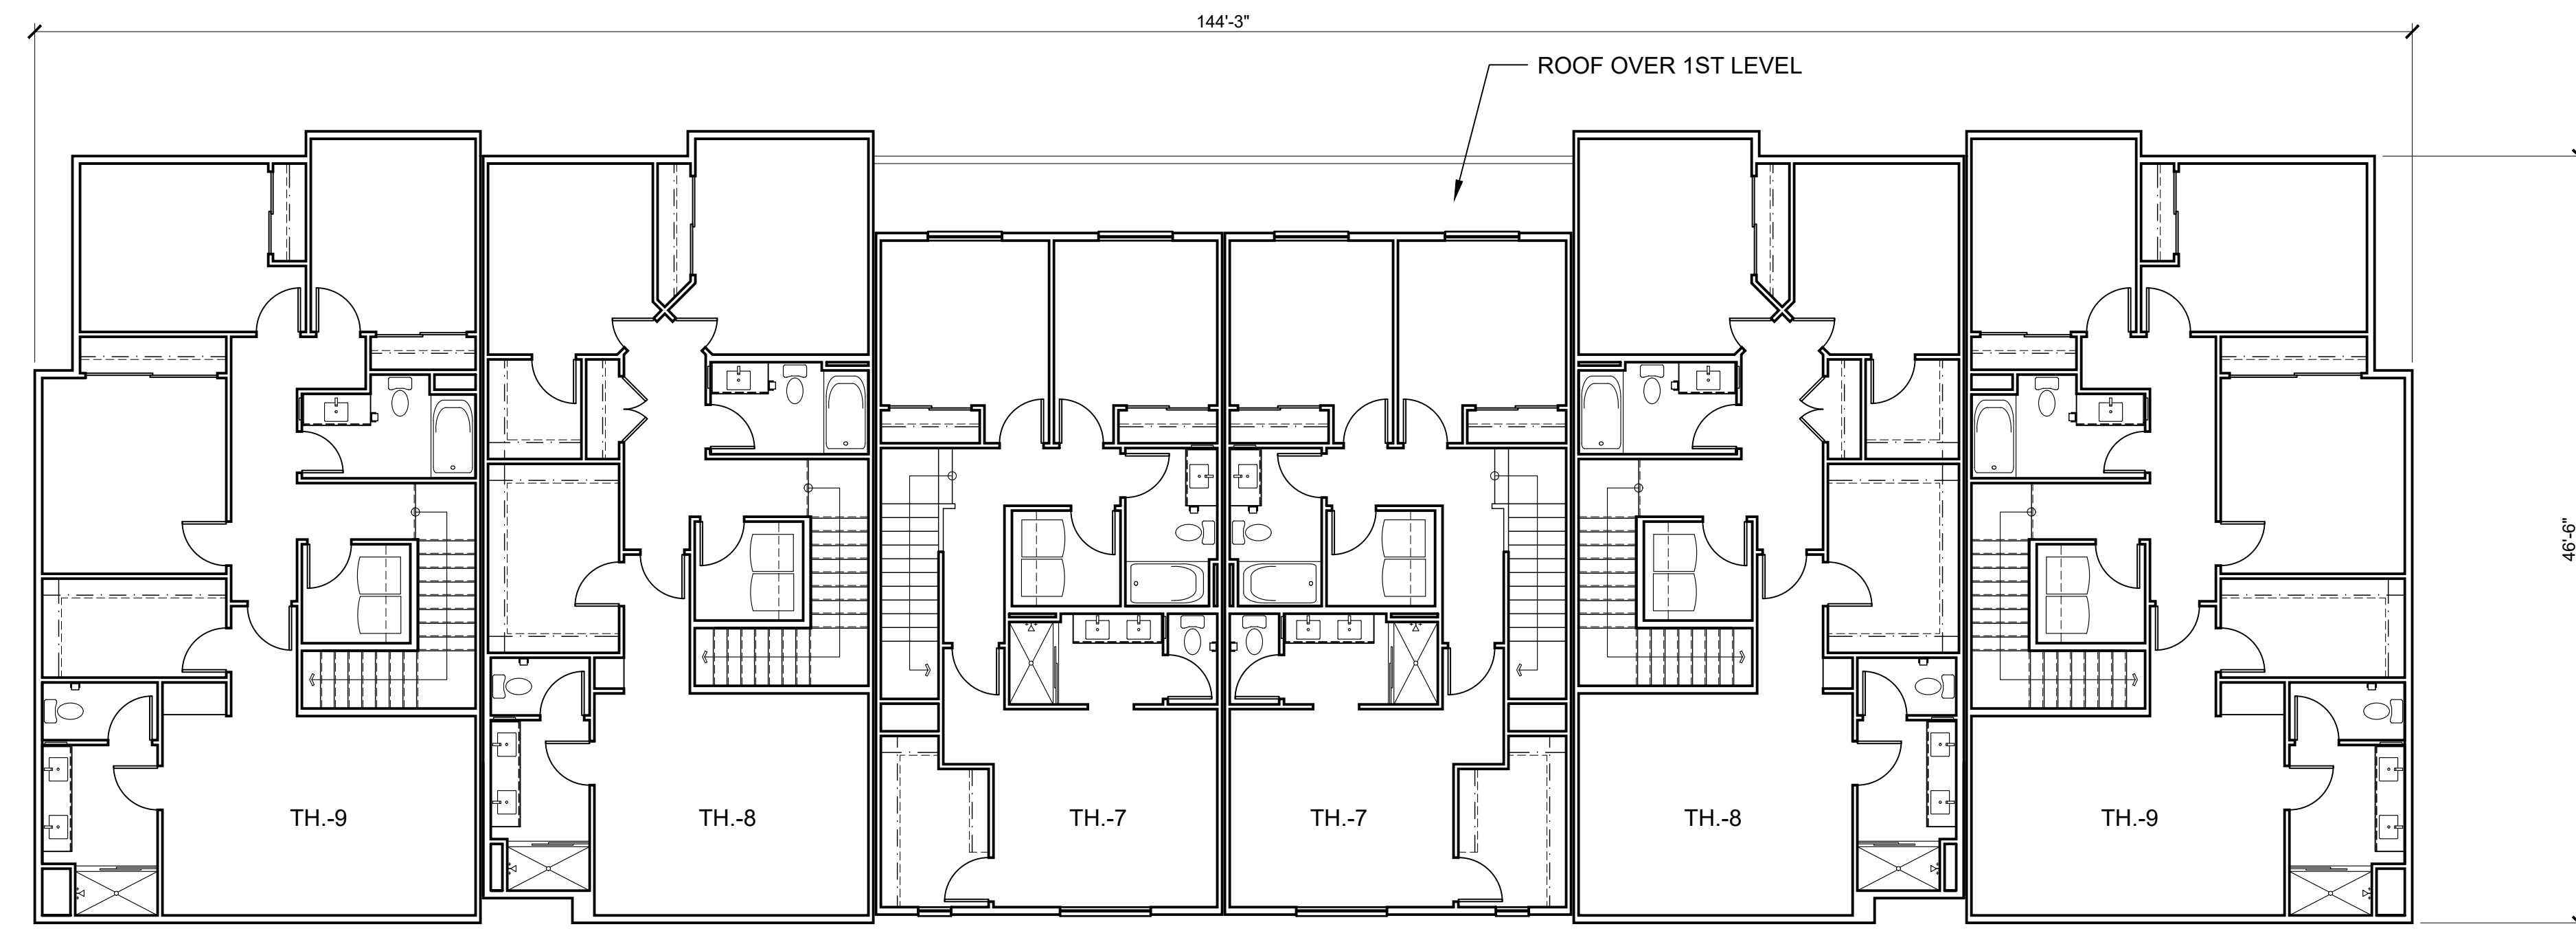 144'-3"
ROOF OVER 1ST LEVEL
46'-6"
TH.-9
TH.-8
TH.-7
TH.-7
TH.-8
TH.-9